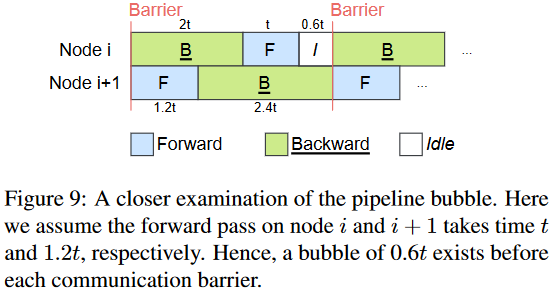 Barrier Barrier
2t t 0.6t
Node i B F I B ...
Node i+1 F B F ...
1.2t 2.4t
Forward Backward Idle
Figure 9: A closer examination of the pipeline bubble. Here
we assume the forward pass on node i and i + 1 takes time t
and 1.2t, respectively. Hence, a bubble of 0.6t exists before
each communication barrier.